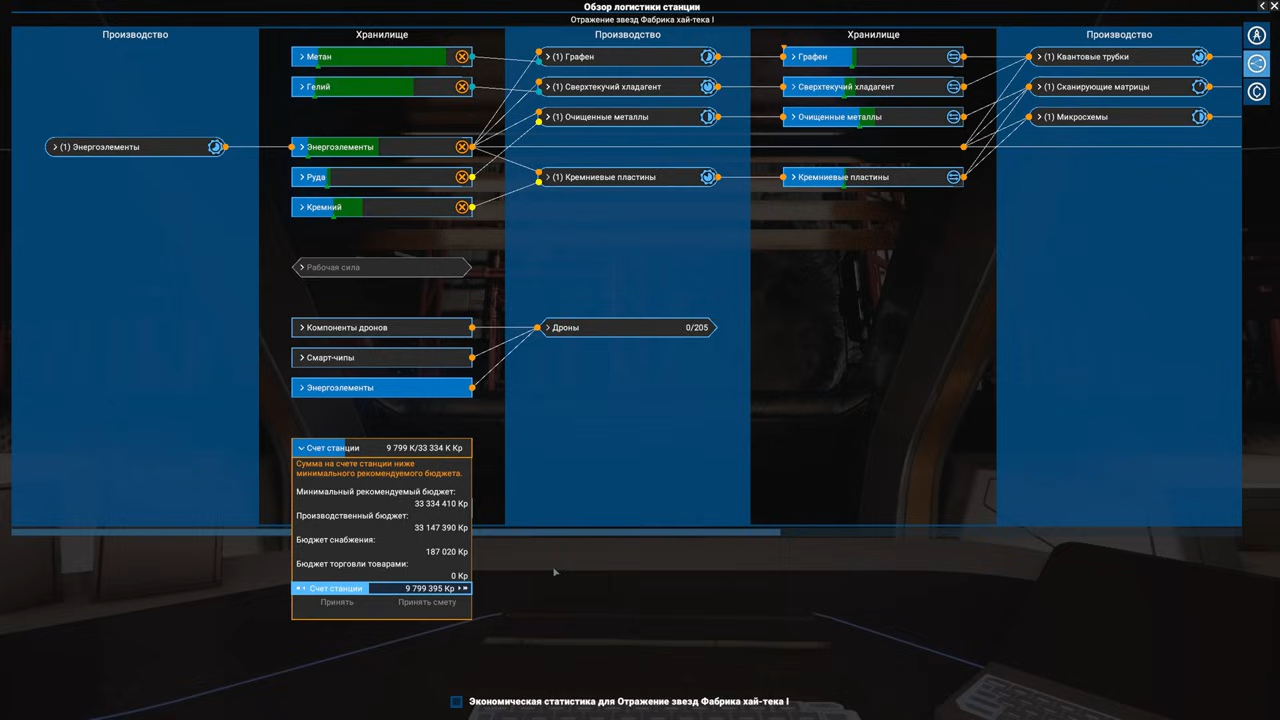 Обзор логистики станции
Отражение звезд Фабрика хай-тека I
Производство
Хранилище
Производство
Хранилище
Производство
Метан
(1) Графен
Графен
(1) Квантовые трубки
Гелий
(1) Сверхтекучий хладагент
Сверхтекучий хладагент
(1) Сканирующие матрицы
(1) Очищенные металлы
Очищенные металлы
(1) Микросхемы
(1) Энергоэлементы
Энергоэлементы
Руда
(1) Кремниевые пластины
Кремниевые пластины
Кремний
Рабочая сила
Компоненты дронов
Дроны 0/205
Смарт-чипы
Энергоэлементы
Счет станции 9 799 К/33 334 К Кр
Сумма на счете станции ниже
минимального рекомендуемого бюджета.
Минимальный рекомендуемый бюджет:
33 334 410 Кр
Производственный бюджет:
33 147 390 Кр
Бюджет снабжения:
187 020 Кр
Бюджет торговли товарами:
0 Кр
Счет станции 9 799 395 Кр
Принять Принять смету
Экономическая статистика для Отражение звезд Фабрика хай-тека I